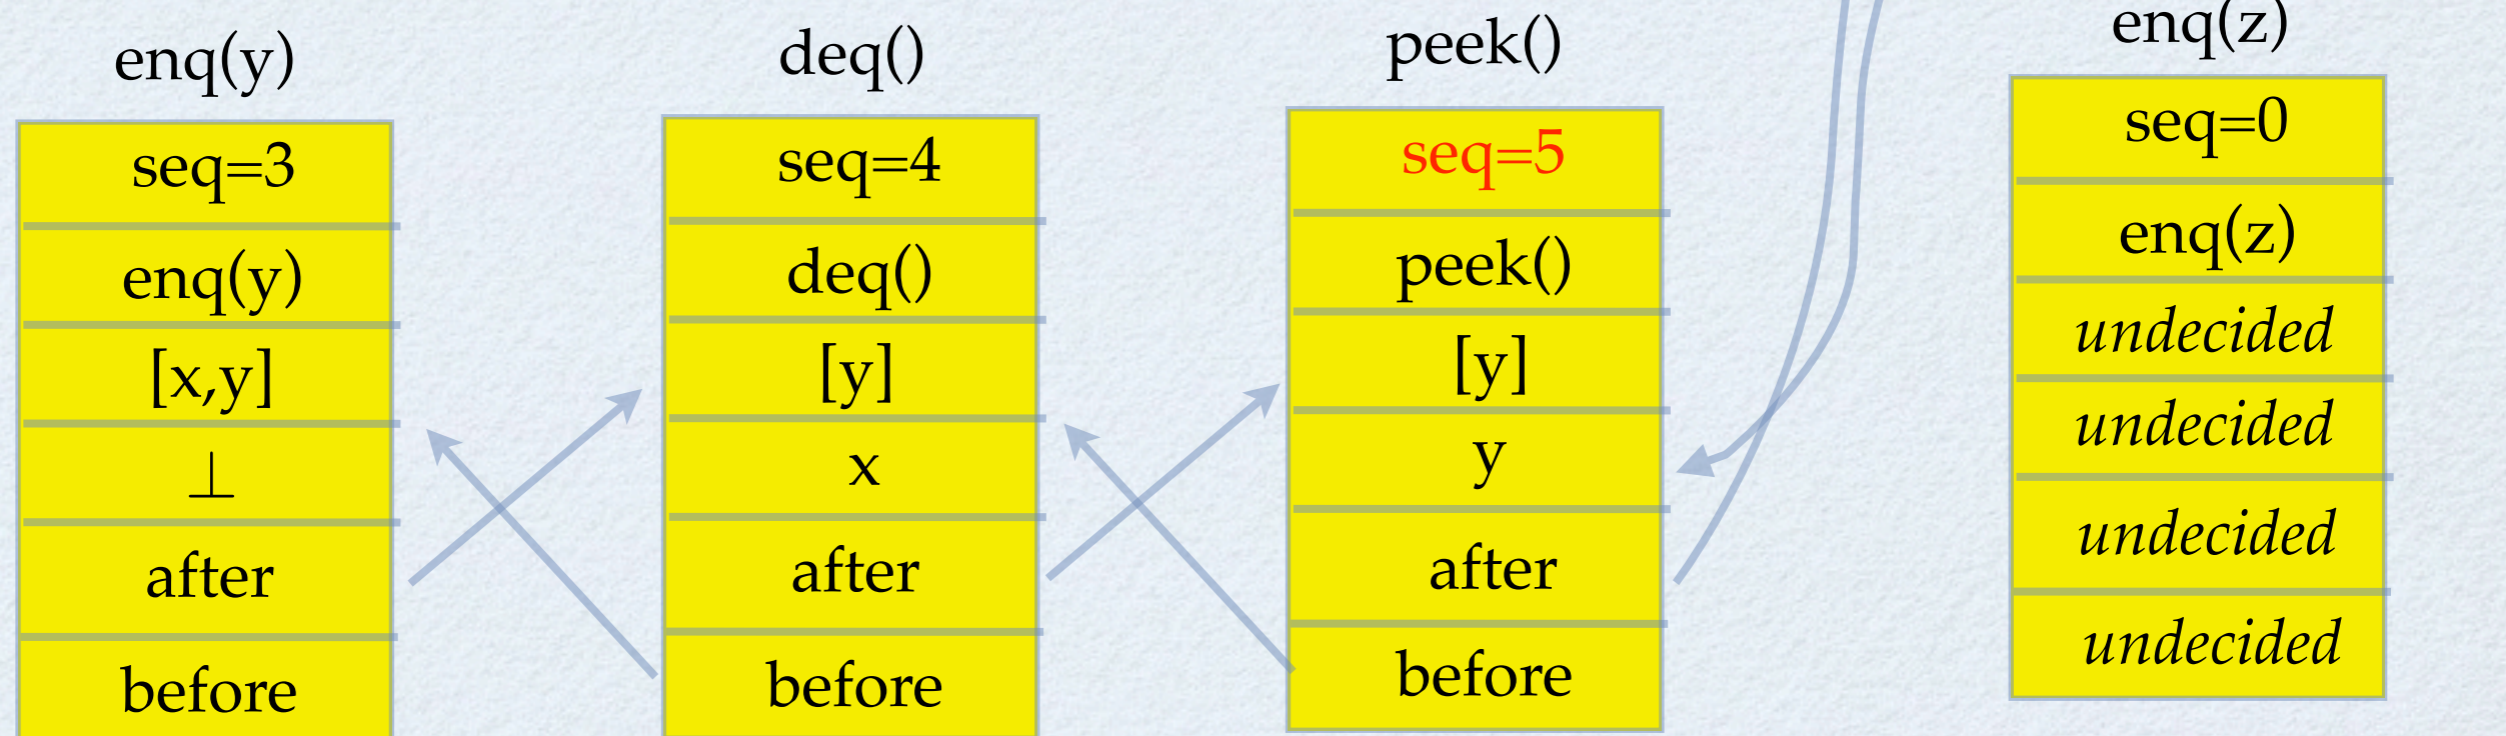 enq(y)
seq=3
enq(y)
[x,y]
⊥
after
before
deq()
seq=4
deq()
[y]
x
after
before
peek()
seq=5
peek()
[y]
y
after
before
enq(z)
seq=0
enq(z)
undecided
undecided
undecided
undecided